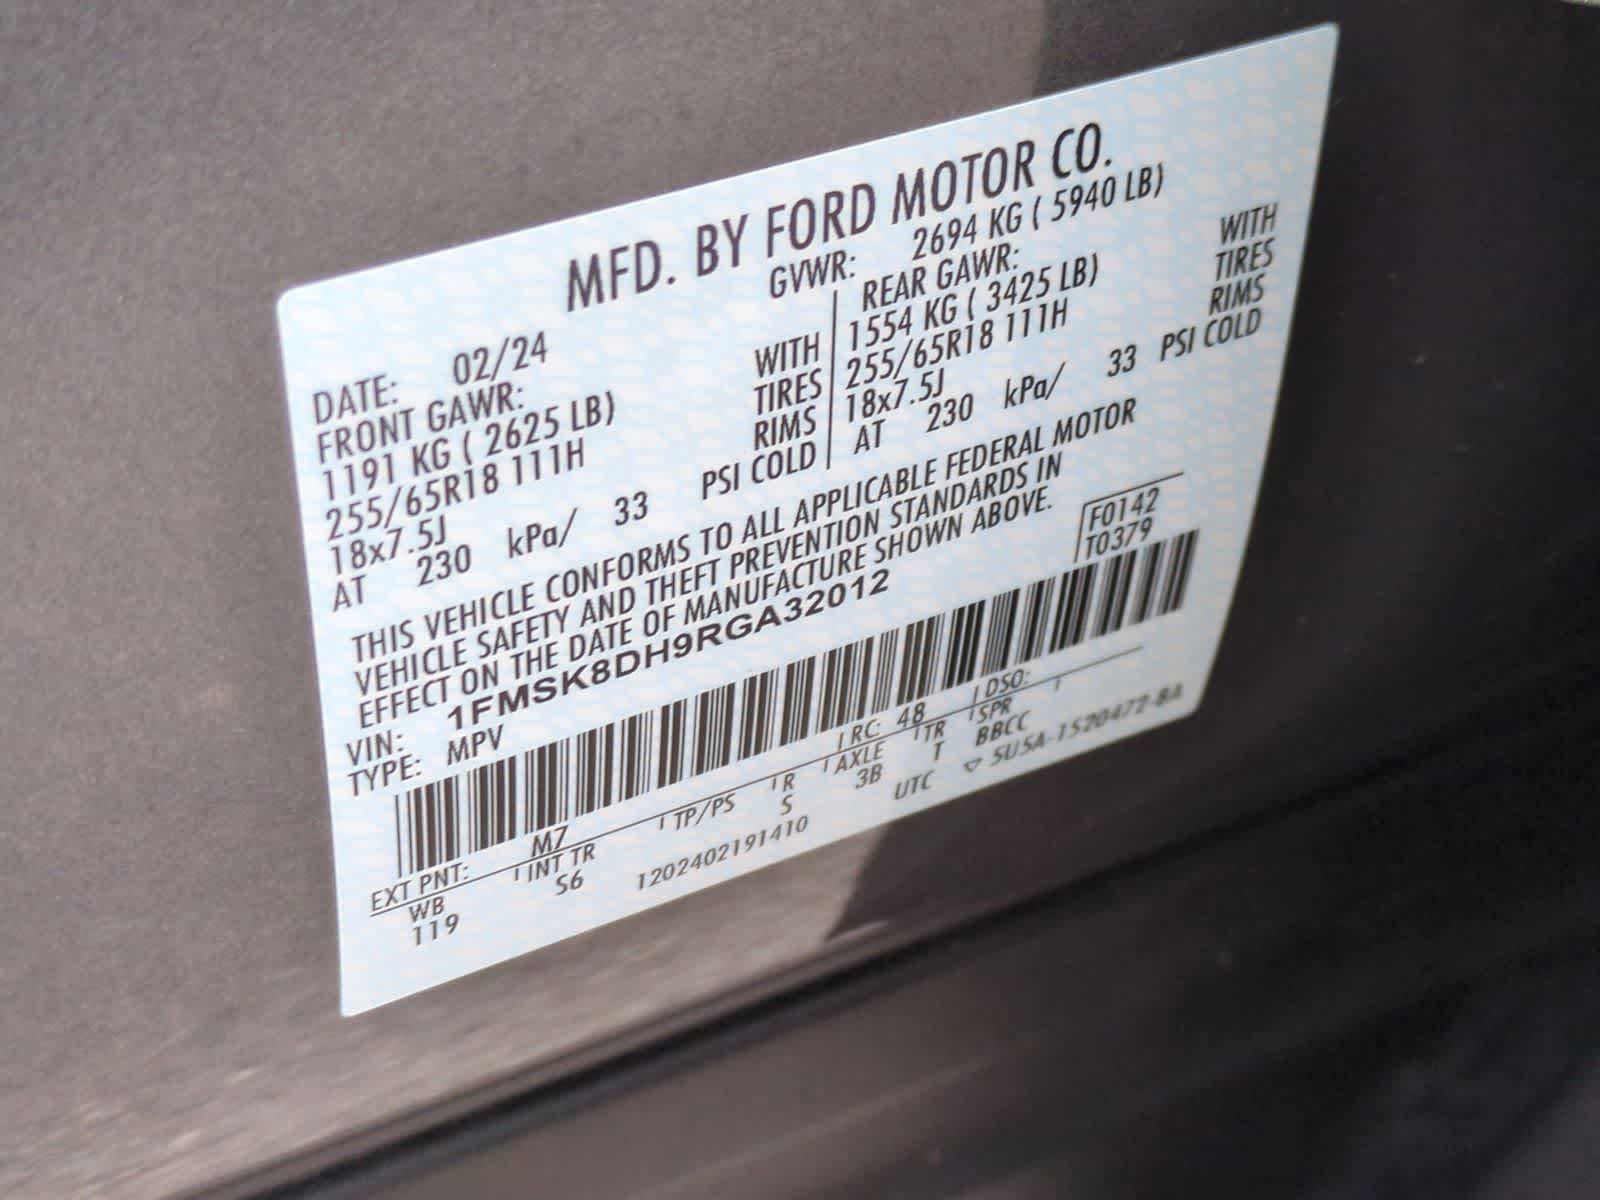 MFD. BY FORD MOTOR CO.
DATE: 02/24 GVWR: 2694 KG ( 5940 LB)
FRONT GAWR: REAR GAWR:
1191 KG ( 2625 LB) WITH 1554 KG ( 3425 LB) WITH
255/65R18 111H TIRES 255/65R18 111H TIRES
18x7.5J RIMS 18x7.5J RIMS
AT 230 kPa/ 33 PSI COLD AT 230 kPa/ 33 PSI COLD
THIS VEHICLE CONFORMS TO ALL APPLICABLE FEDERAL MOTOR
VEHICLE SAFETY AND THEFT PREVENTION STANDARDS IN
EFFECT ON THE DATE OF MANUFACTURE SHOWN ABOVE.
F0142
T0379
VIN: 1FMSK8DH9RGA32012
TYPE: MPV
EXT PNT: M7 RC: 48 DSO:
WB INT TR TP/PS R AXLE TR SPR
119 S6 S 3B T BBCC
1202402191410 UTC ▽ 5U5A-1520472-BA